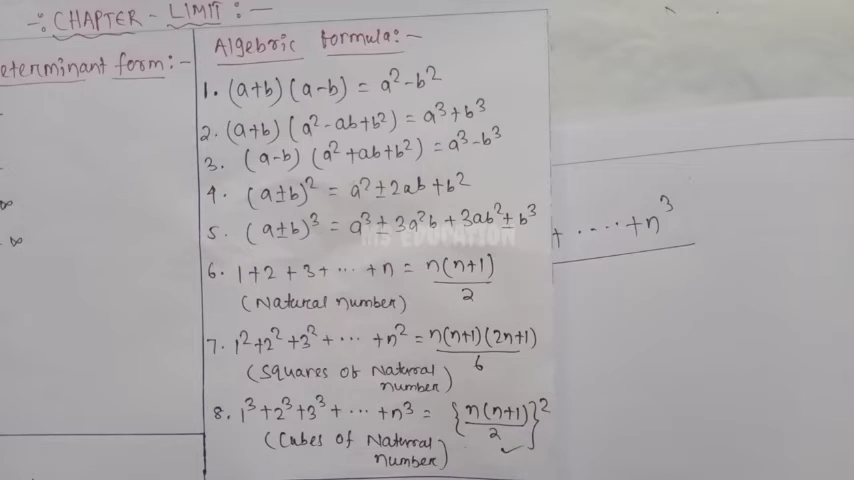 -: CHAPTER - LIMIT : -
eterminant form : -
∞
∞
Algebric formula : -
1. (a+b) (a-b) = a²-b²
2. (a+b) (a²-ab+b²) = a³+b³
3. (a-b) (a²+ab+b²) = a³-b³
4. (a±b)² = a²±2ab+b²
5. (a±b)³ = a³±3a²b+3ab²±b³
MS EDUCATION
6. 1+2+3+ ... +n = n(n+1)/2
(Natural number)
7. 1²+2²+3²+ ... +n² = n(n+1)(2n+1)/6
(Squares of Natural
number)
8. 1³+2³+3³+ ... +n³ = {n(n+1)/2}²
(Cubes of Natural
number)
+ ..... +n³